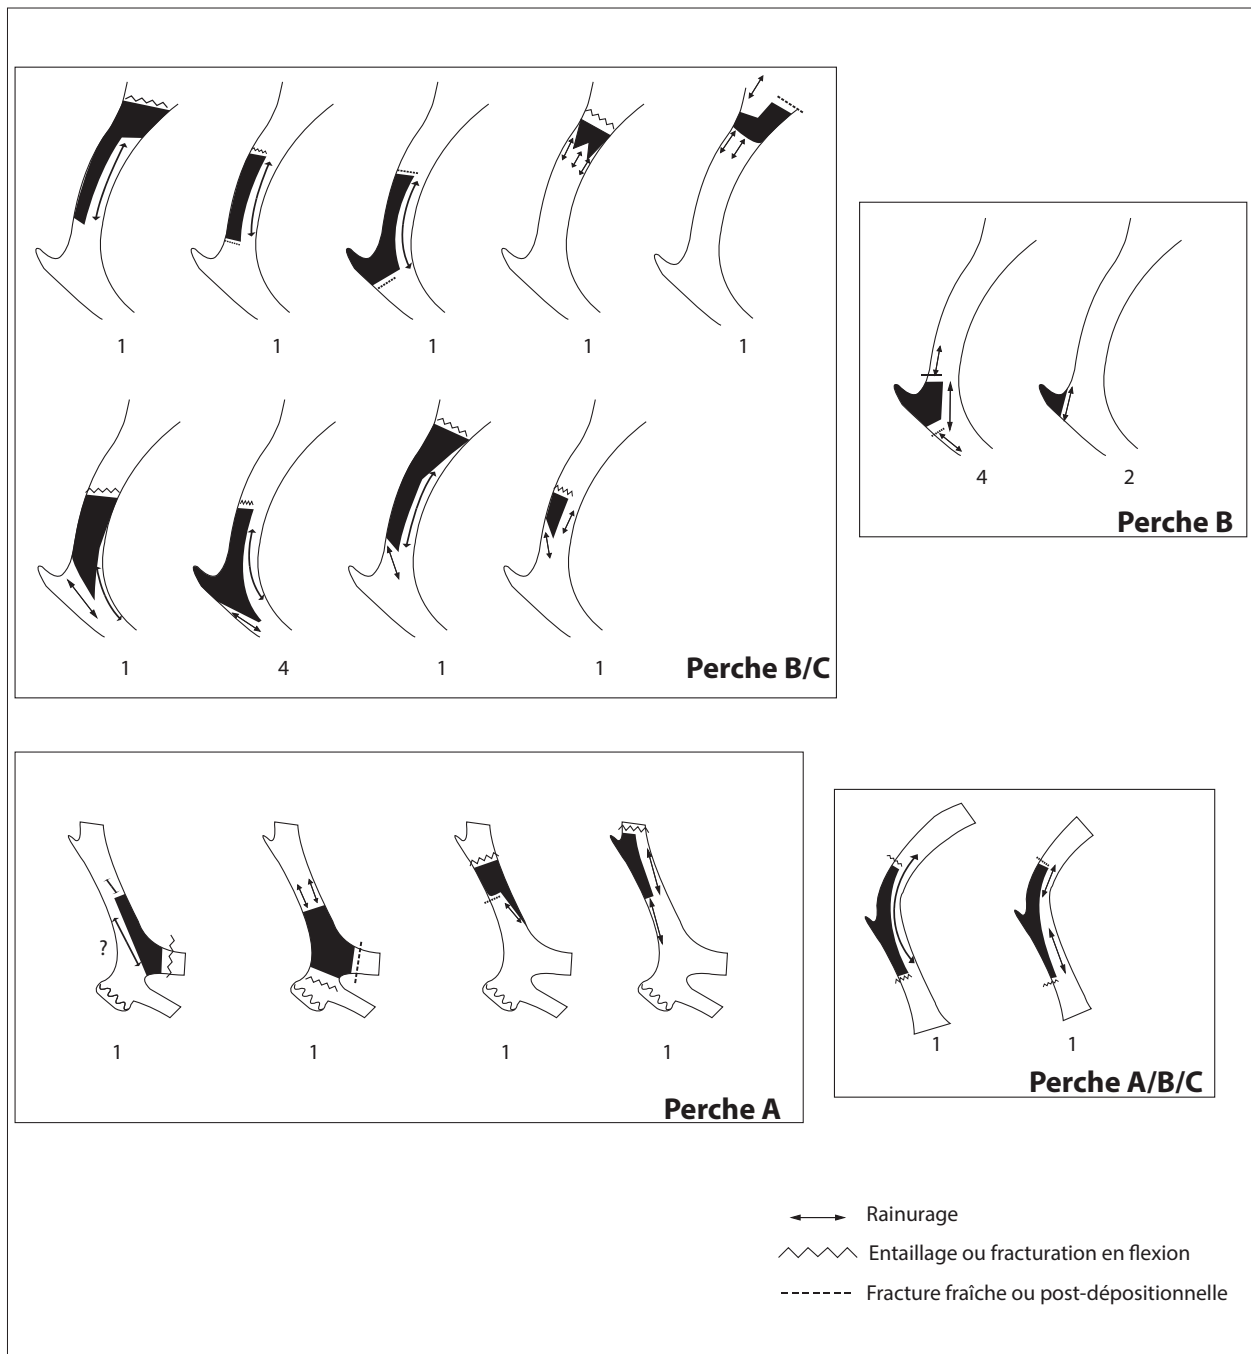 1 1 1 1 1
1 4 1 1
Perche B/C
4 2
Perche B
?
1 1 1 1
Perche A
1 1
Perche A/B/C
Rainurage
Entaillage ou fracturation en flexion
Fracture fraîche ou post-dépositionnelle